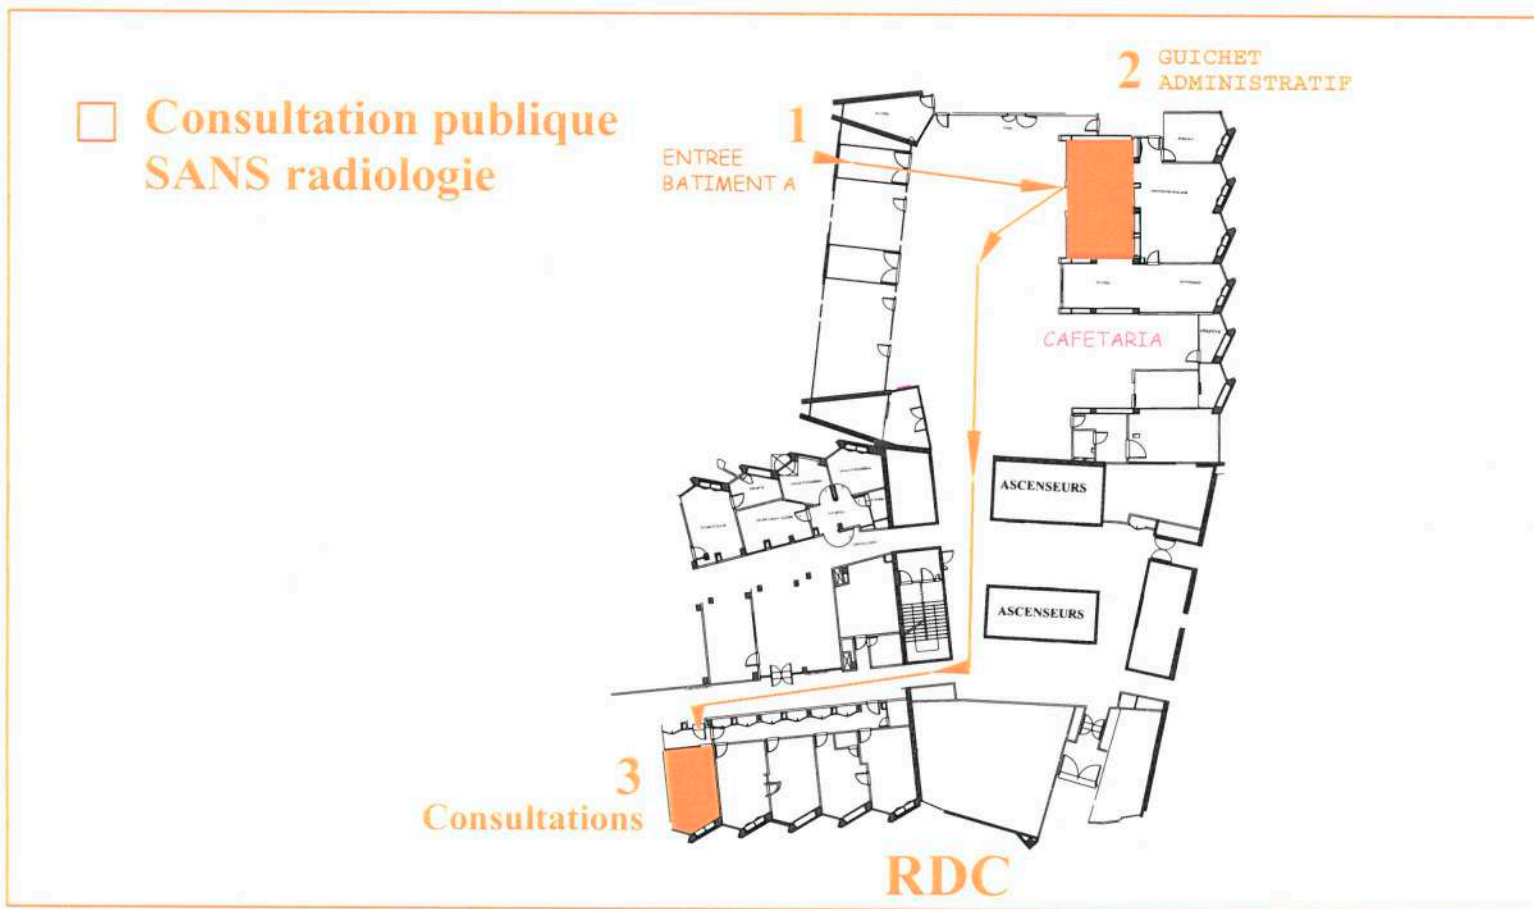 Consultation publique
SANS radiologie
1
ENTREE
BATIMENT A
2
GUICHET
ADMINISTRATIF
CAFETARIA
ASCENSEURS
ASCENSEURS
3
Consultations
RDC